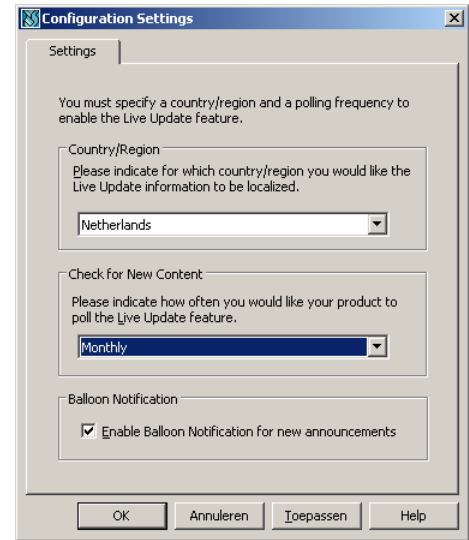 Configuration Settings
Settings
You must specify a country/region and a polling frequency to
enable the Live Update feature.
Country/Region
Please indicate for which country/region you would like the
Live Update information to be localized.
Netherlands
Check for New Content
Please indicate how often you would like your product to
poll the Live Update feature.
Monthly
Balloon Notification
Enable Balloon Notification for new announcements
OK Annuleren Toepassen Help